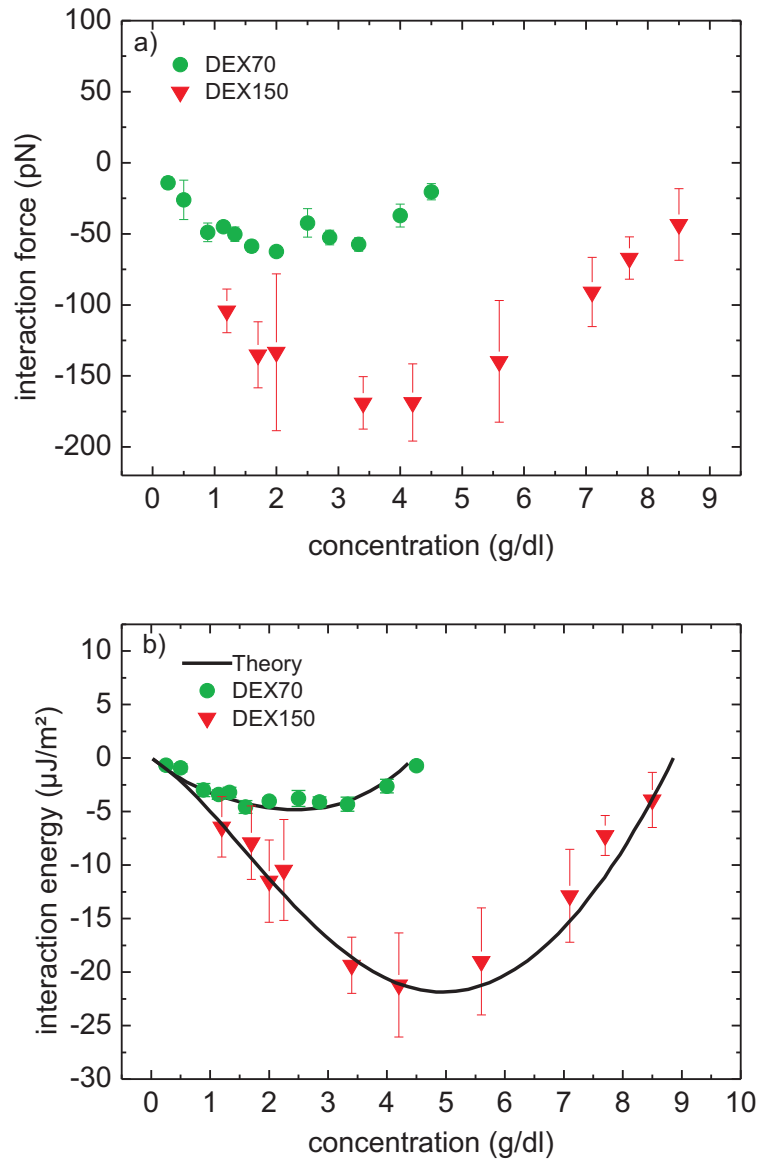 a)
DEX70
DEX150
100
50
0
-50
-100
-150
-200
interaction force (pN)
0 1 2 3 4 5 6 7 8 9
concentration (g/dl)
b)
Theory
DEX70
DEX150
10
5
0
-5
-10
-15
-20
-25
-30
interaction energy (µJ/m²)
0 1 2 3 4 5 6 7 8 9 10
concentration (g/dl)